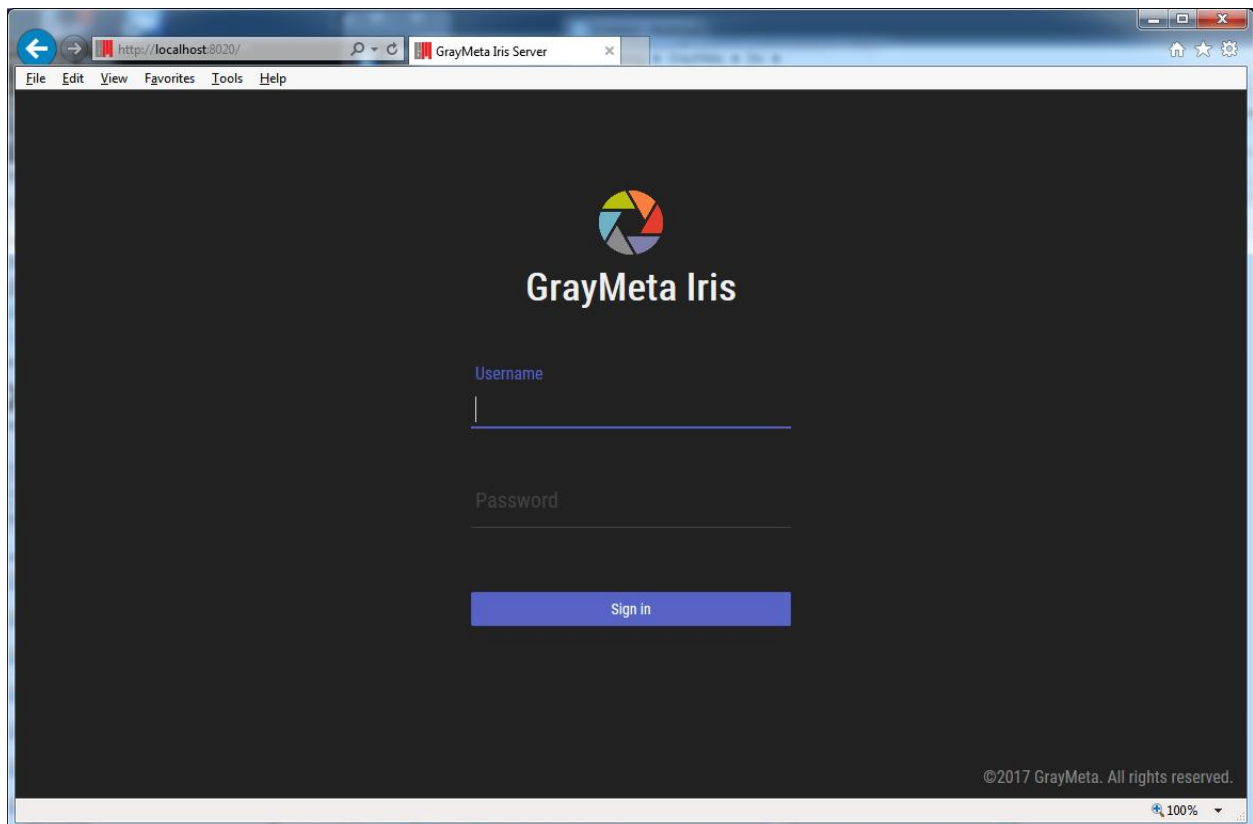 http://localhost:8020/
GrayMeta Iris Server
File Edit View Favorites Tools Help
GrayMeta Iris
Username
Password
Sign in
©2017 GrayMeta. All rights reserved.
100%